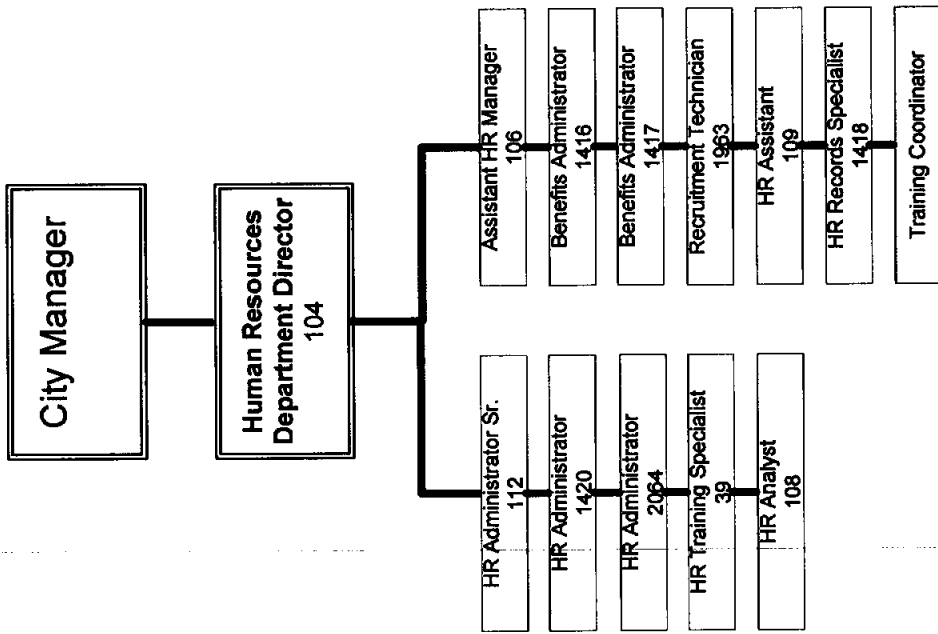 City Manager
Human Resources
Department Director
104
HR Administrator Sr.
112
HR Administrator
1420
HR Administrator
2064
HR Training Specialist
39
HR Analyst
108
Assistant HR Manager
106
Benefits Administrator
1416
Benefits Administrator
1417
Recruitment Technician
1963
HR Assistant
109
HR Records Specialist
1418
Training Coordinator